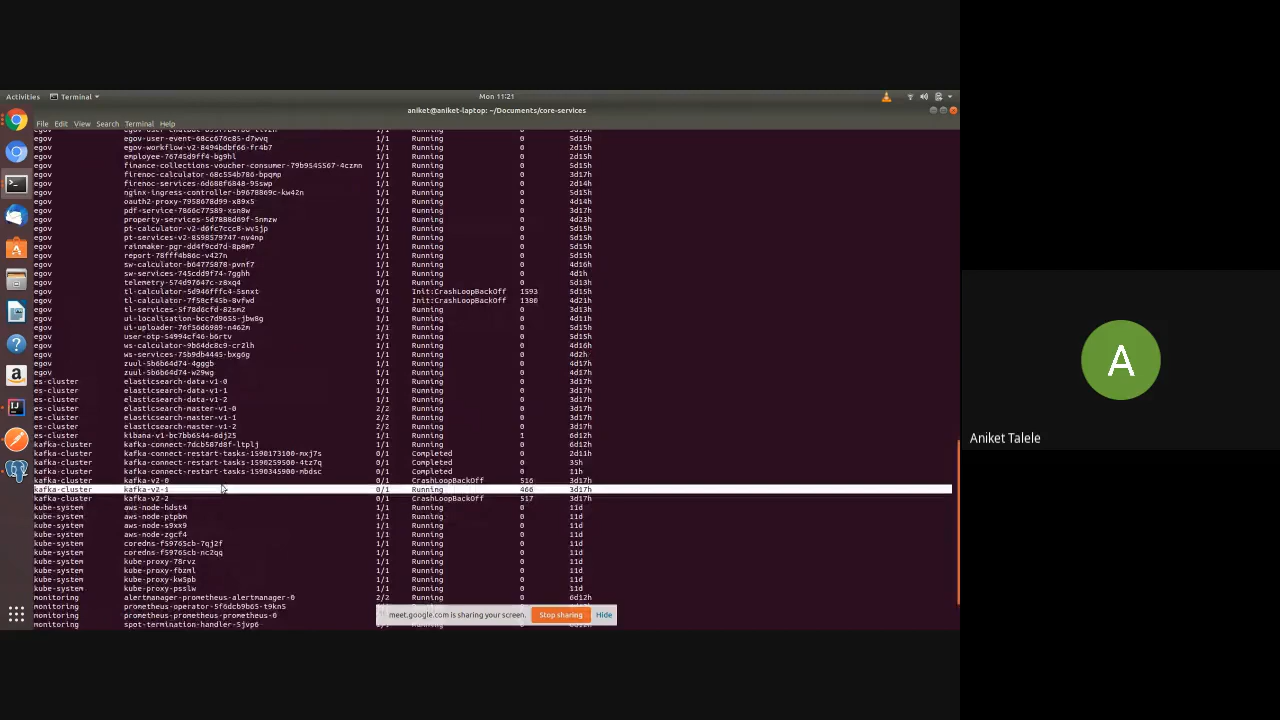 Activities Terminal Mon 11:21
aniket@aniket-laptop: ~/Documents/core-services
File Edit View Search Terminal Help
egov 1/1 Running 0 5d15h
egov egov-user-event-68cc676c85-d7wvq 1/1 Running 0 5d15h
egov egov-workflow-v2-8494bdbf66-fr4b7 1/1 Running 0 2d15h
egov employee-76745d9ff4-bg9hl 1/1 Running 0 2d15h
egov finance-collections-voucher-consumer-79b9545567-4czmn 1/1 Running 0 5d15h
egov firenoc-calculator-68c554b786-bpqmp 1/1 Running 0 3d17h
egov firenoc-services-6d688f6848-95swp 1/1 Running 0 2d14h
egov nginx-ingress-controller-b9678869c-kw42n 1/1 Running 0 5d15h
egov oauth2-proxy-7958678d99-x89x5 1/1 Running 0 4d14h
egov pdf-service-7866c77589-xsn8w 1/1 Running 0 3d17h
egov property-services-5d7888d69f-5nmzw 1/1 Running 0 4d23h
egov pt-calculator-v2-d6fc7ccc8-wv5jp 1/1 Running 0 5d15h
egov pt-services-v2-8598579747-nv4np 1/1 Running 0 5d15h
egov rainmaker-pgr-dd4f9cd7d-8p8m7 1/1 Running 0 5d15h
egov report-78fff4b86c-v427n 1/1 Running 0 5d15h
egov sw-calculator-b64775878-pvnf7 1/1 Running 0 4d16h
egov sw-services-745cdd9f74-7gghh 1/1 Running 0 4d1h
egov telemetry-574d97647c-z8xq4 1/1 Running 0 5d13h
egov tl-calculator-5d946fffc4-5snxt 0/1 Init:CrashLoopBackOff 1593 5d15h
egov tl-calculator-7f58cf45b-8vfwd 0/1 Init:CrashLoopBackOff 1380 4d21h
egov tl-services-5f78d6cfd-82sm2 1/1 Running 0 3d13h
egov ui-localisation-bcc7d9655-jbw8g 1/1 Running 0 4d11h
egov ui-uploader-76f56d6989-n462m 1/1 Running 0 5d15h
egov user-otp-54994cf46-b6rtv 1/1 Running 0 5d15h
egov ws-calculator-9b64dc8c9-cr2lh 1/1 Running 0 4d16h
egov ws-services-75b9db4445-bxg6g 1/1 Running 0 4d2h
egov zuul-5b6b64d74-4gggb 1/1 Running 0 4d17h
egov zuul-5b6b64d74-w29wg 1/1 Running 0 4d17h
es-cluster elasticsearch-data-v1-0 1/1 Running 0 3d17h
es-cluster elasticsearch-data-v1-1 1/1 Running 0 3d17h
es-cluster elasticsearch-data-v1-2 1/1 Running 0 3d17h
es-cluster elasticsearch-master-v1-0 2/2 Running 0 3d17h
es-cluster elasticsearch-master-v1-1 2/2 Running 0 3d17h
es-cluster elasticsearch-master-v1-2 2/2 Running 0 3d17h
es-cluster kibana-v1-bc7bb6544-6dj25 1/1 Running 1 6d12h
kafka-cluster kafka-connect-7dcb587d8f-ltplj 1/1 Running 0 6d12h
kafka-cluster kafka-connect-restart-tasks-1590173100-mxj7s 0/1 Completed 0 2d11h
kafka-cluster kafka-connect-restart-tasks-1590259500-4tz7q 0/1 Completed 0 35h
kafka-cluster kafka-connect-restart-tasks-1590345900-mbdsc 0/1 Completed 0 11h
kafka-cluster kafka-v2-0 0/1 CrashLoopBackOff 516 3d17h
kafka-cluster kafka-v2-1 0/1 Running 466 3d17h
kafka-cluster kafka-v2-2 0/1 CrashLoopBackOff 517 3d17h
kube-system aws-node-hdst4 1/1 Running 0 11d
kube-system aws-node-ptpbm 1/1 Running 0 11d
kube-system aws-node-s9xx9 1/1 Running 0 11d
kube-system aws-node-zgcf4 1/1 Running 0 11d
kube-system coredns-f59765cb-7qj2f 1/1 Running 0 11d
kube-system coredns-f59765cb-nc2qq 1/1 Running 0 11d
kube-system kube-proxy-78rvz 1/1 Running 0 11d
kube-system kube-proxy-fbzml 1/1 Running 0 11d
kube-system kube-proxy-kw5pb 1/1 Running 0 11d
kube-system kube-proxy-psslw 1/1 Running 0 11d
monitoring alertmanager-prometheus-alertmanager-0 2/2 Running 0 6d12h
monitoring prometheus-operator-5f6dcb9b65-t9kn5
monitoring prometheus-prometheus-prometheus-0
monitoring spot-termination-handler-5jvp6
meet.google.com is sharing your screen. Stop sharing Hide
A
Aniket Talele